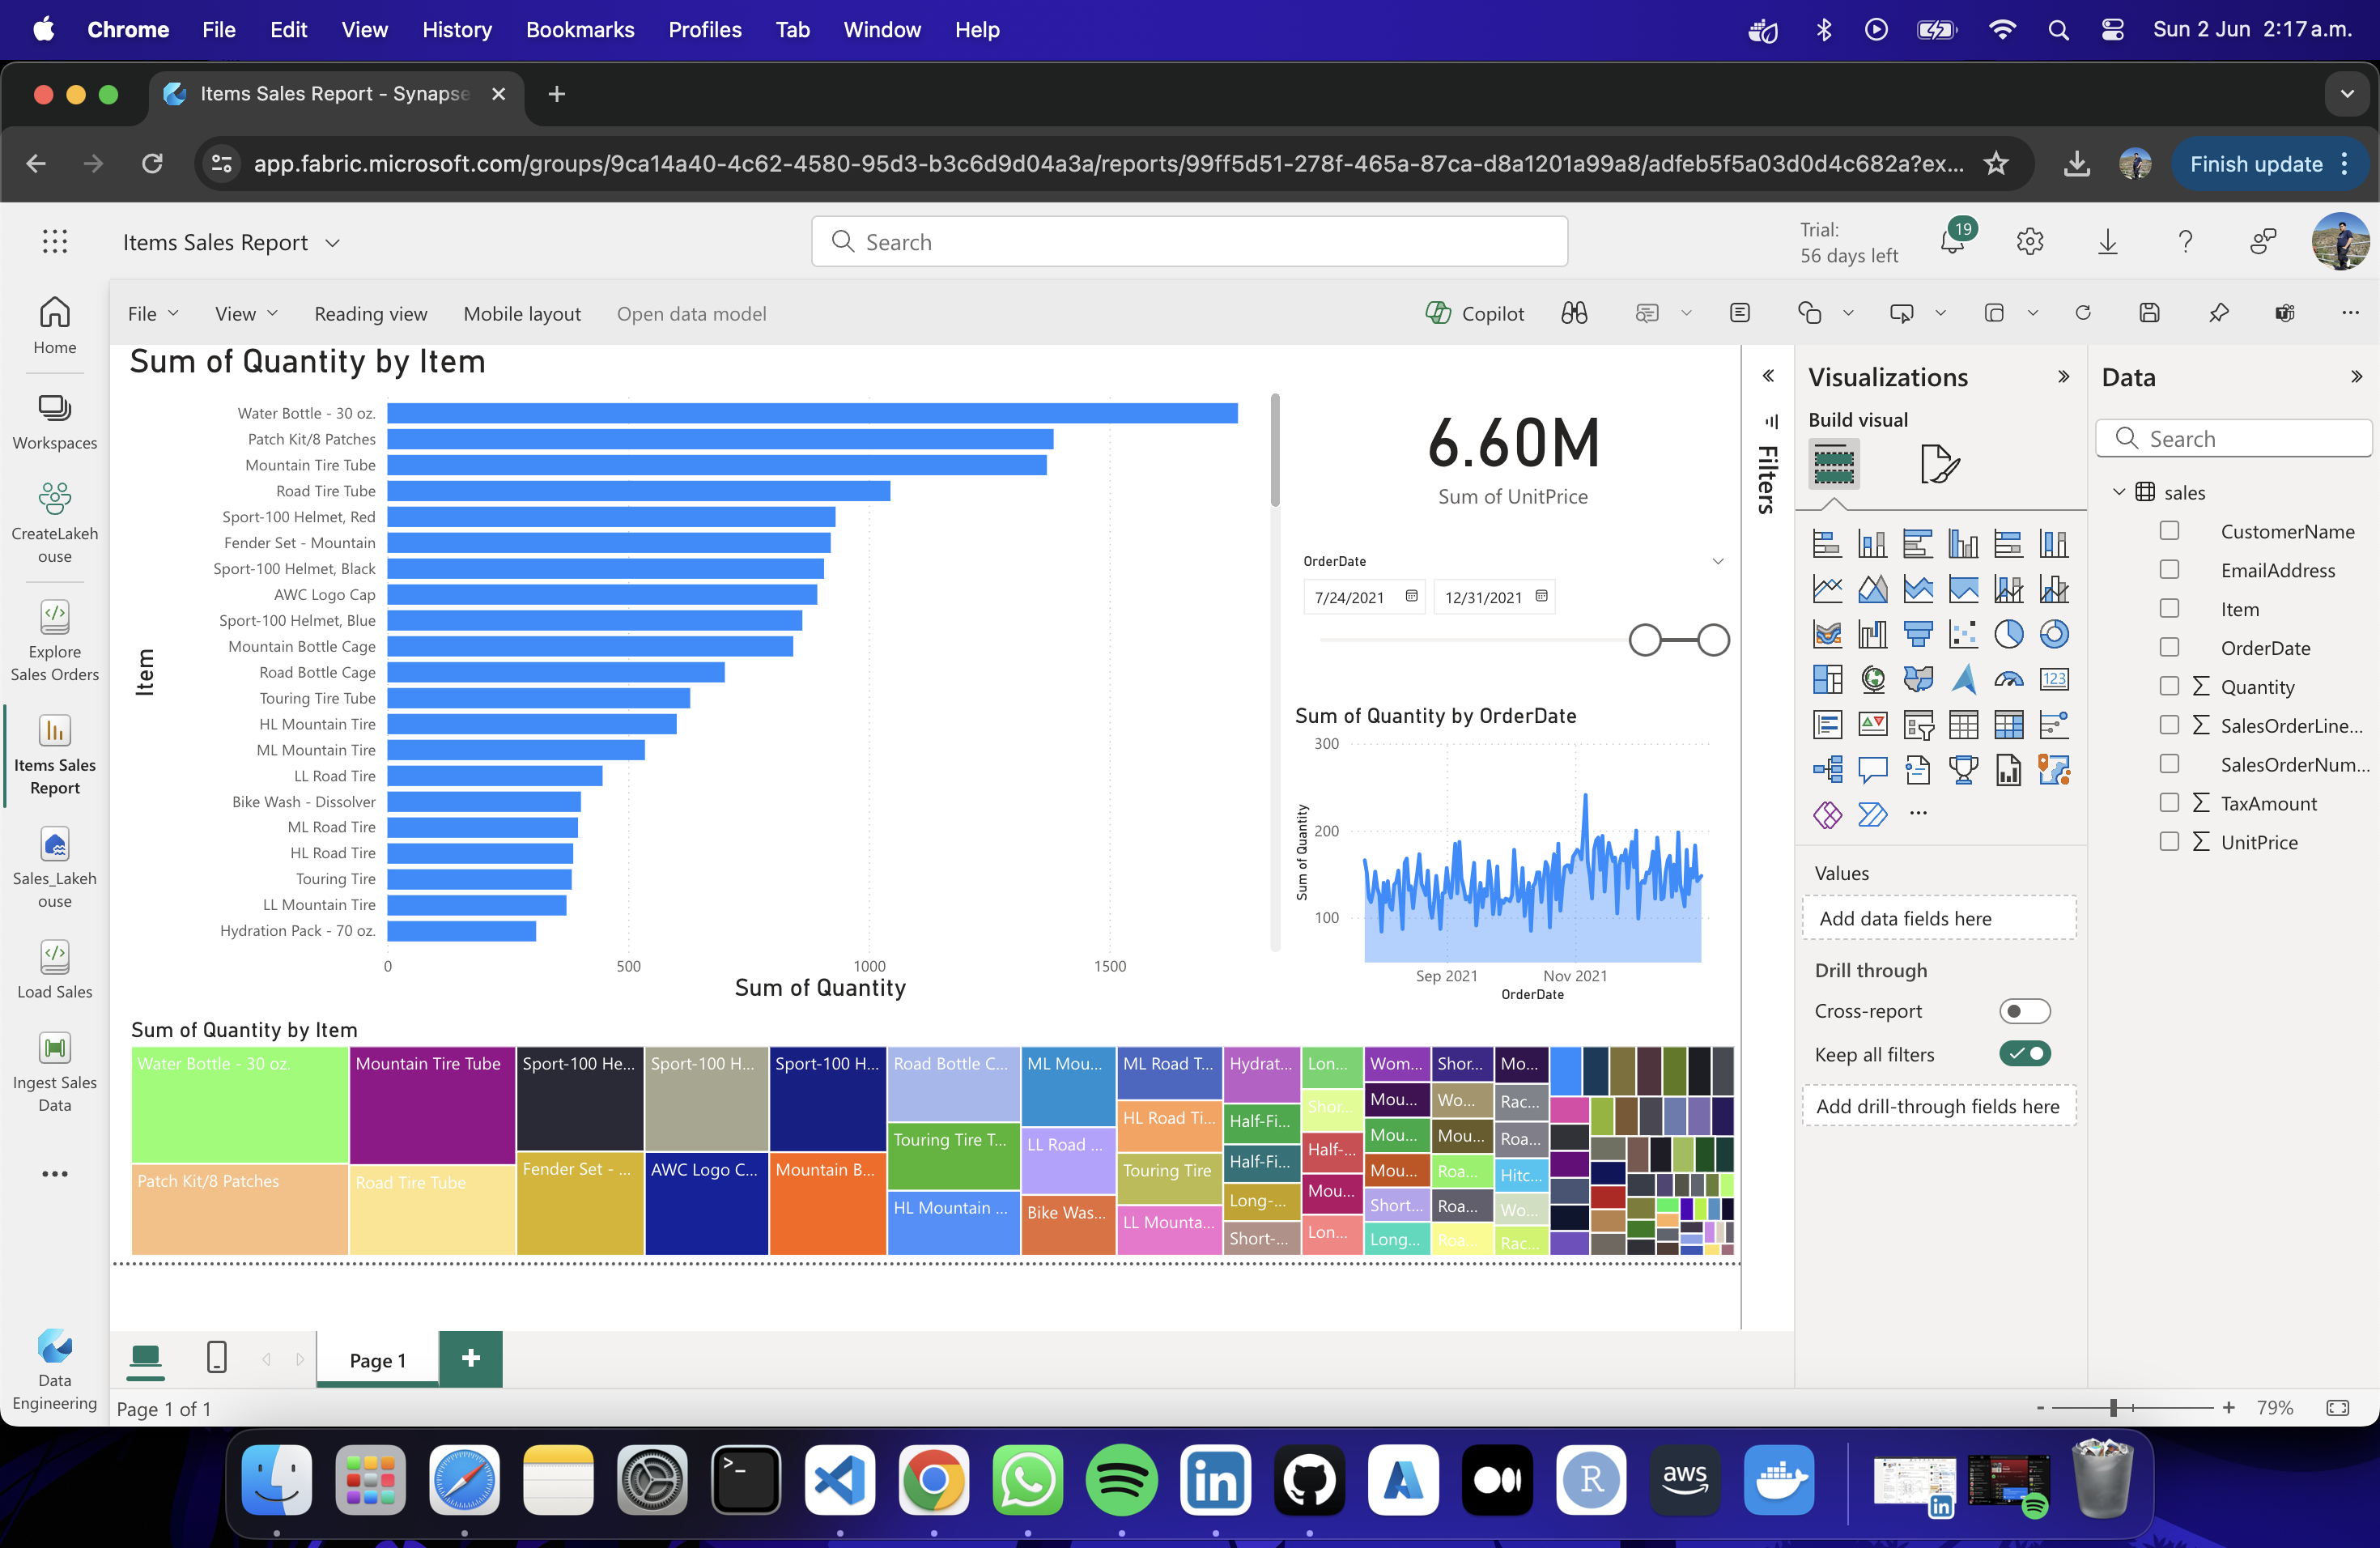 Chrome File Edit View History Bookmarks Profiles Tab Window Help Sun 2 Jun 2:17 a.m.
Items Sales Report - Synapse
app.fabric.microsoft.com/groups/9ca14a40-4c62-4580-95d3-b3c6d9d04a3a/reports/99ff5d51-278f-465a-87ca-d8a1201a99a8/adfeb5f5a03d0d4c682a?ex...
Finish update
Items Sales Report
Search
Trial:
56 days left
19
File View Reading view Mobile layout Open data model Copilot
Home
Workspaces
CreateLakeh
ouse
Explore
Sales Orders
Items Sales
Report
Sales_Lakeh
ouse
Load Sales
Ingest Sales
Data
Data
Engineering
Sum of Quantity by Item
Item
Water Bottle - 30 oz.
Patch Kit/8 Patches
Mountain Tire Tube
Road Tire Tube
Sport-100 Helmet, Red
Fender Set - Mountain
Sport-100 Helmet, Black
AWC Logo Cap
Sport-100 Helmet, Blue
Mountain Bottle Cage
Road Bottle Cage
Touring Tire Tube
HL Mountain Tire
ML Mountain Tire
LL Road Tire
Bike Wash - Dissolver
ML Road Tire
HL Road Tire
Touring Tire
LL Mountain Tire
Hydration Pack - 70 oz.
0 500 1000 1500
Sum of Quantity
6.60M
Sum of UnitPrice
OrderDate
7/24/2021 12/31/2021
Sum of Quantity by OrderDate
Sum of Quantity
300
200
100
Sep 2021 Nov 2021
OrderDate
Sum of Quantity by Item
Water Bottle - 30 oz.
Patch Kit/8 Patches
Mountain Tire Tube
Road Tire Tube
Sport-100 He...
Fender Set - ...
Sport-100 H...
AWC Logo C...
Sport-100 H...
Mountain B...
Road Bottle C...
Touring Tire T...
HL Mountain ...
ML Mou...
LL Road ...
Bike Was...
ML Road T...
HL Road Ti...
Touring Tire
LL Mounta...
Hydrat...
Half-Fi...
Half-Fi...
Long-...
Short-...
Lon...
Shor...
Half-...
Mou...
Lon...
Wom...
Mou...
Mou...
Mou...
Short...
Long...
Shor...
Wo...
Mou...
Roa...
Roa...
Roa...
Mo...
Rac...
Roa...
Hitc...
Wo...
Rac...
Filters
Visualizations
Build visual
123
Values
Add data fields here
Drill through
Cross-report
Keep all filters
Add drill-through fields here
Data
Search
sales
CustomerName
EmailAddress
Item
OrderDate
Quantity
SalesOrderLine...
SalesOrderNum...
TaxAmount
UnitPrice
Page 1
Page 1 of 1
79%
in
R
aws
in